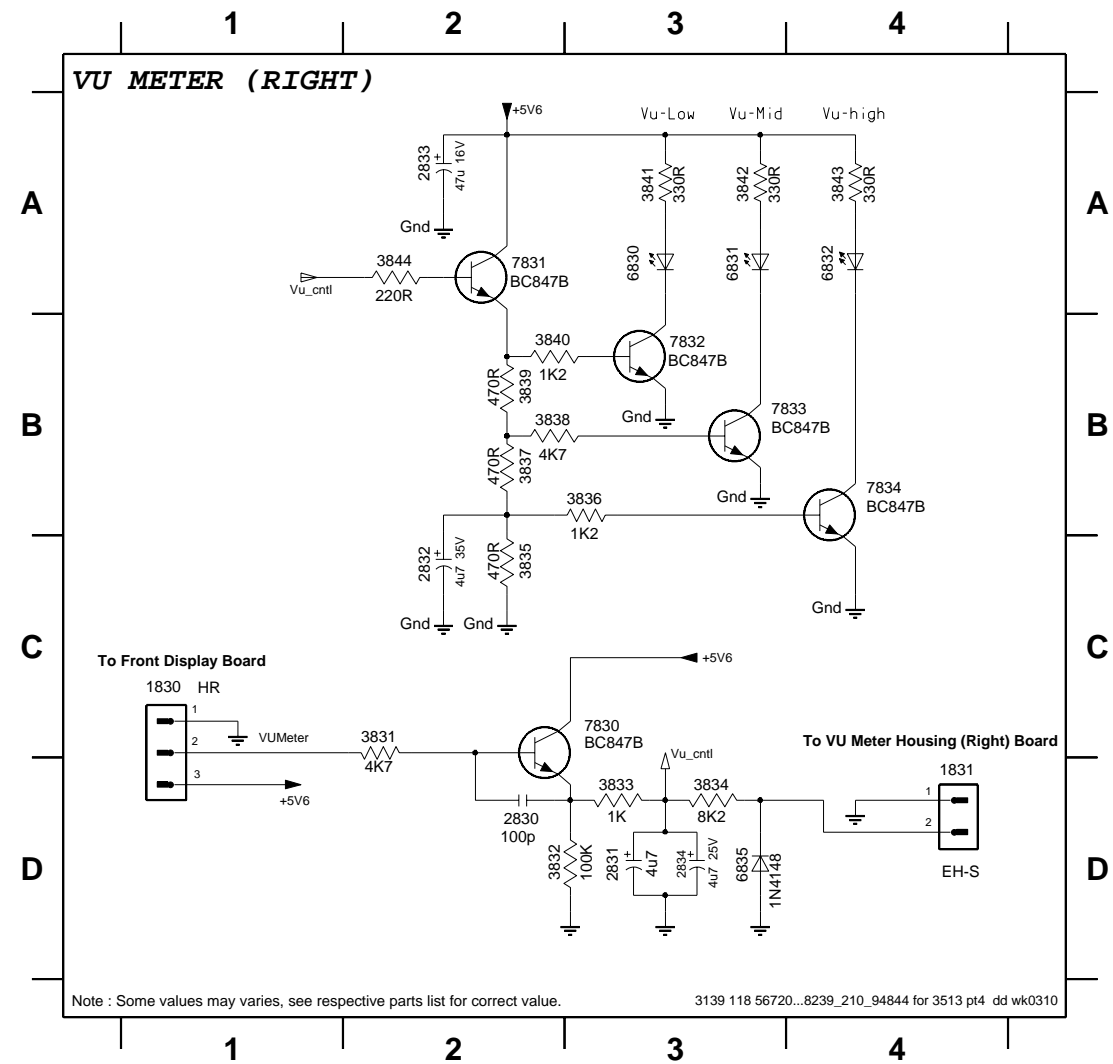 1 2 3 4
VU METER (RIGHT)
A
A
+5V6
Vu-Low Vu-Mid Vu-high
2833
47u 16V
3841
330R
3842
330R
3843
330R
Gnd
3844
220R
Vu_cntl
7831
BC847B
6830
6831
6832
B
B
3840
1K2
7832
BC847B
470R
3839
Gnd
3838
4K7
7833
BC847B
470R
3837
Gnd
3836
1K2
7834
BC847B
2832
4u7 35V
470R
3835
Gnd
Gnd Gnd
C
C
To Front Display Board
1830 HR
1
2
3
VUMeter
+5V6
3831
4K7
+5V6
7830
BC847B
To VU Meter Housing (Right) Board
1831
1
2
EH-S
Vu_cntl
3833
1K
3834
8K2
2830
100p
D
D
3832
100K
2831
4u7
2834
4u7 25V
6835
1N4148
Note : Some values may varies, see respective parts list for correct value.
3139 118 56720...8239_210_94844 for 3513 pt4 dd wk0310
1 2 3 4